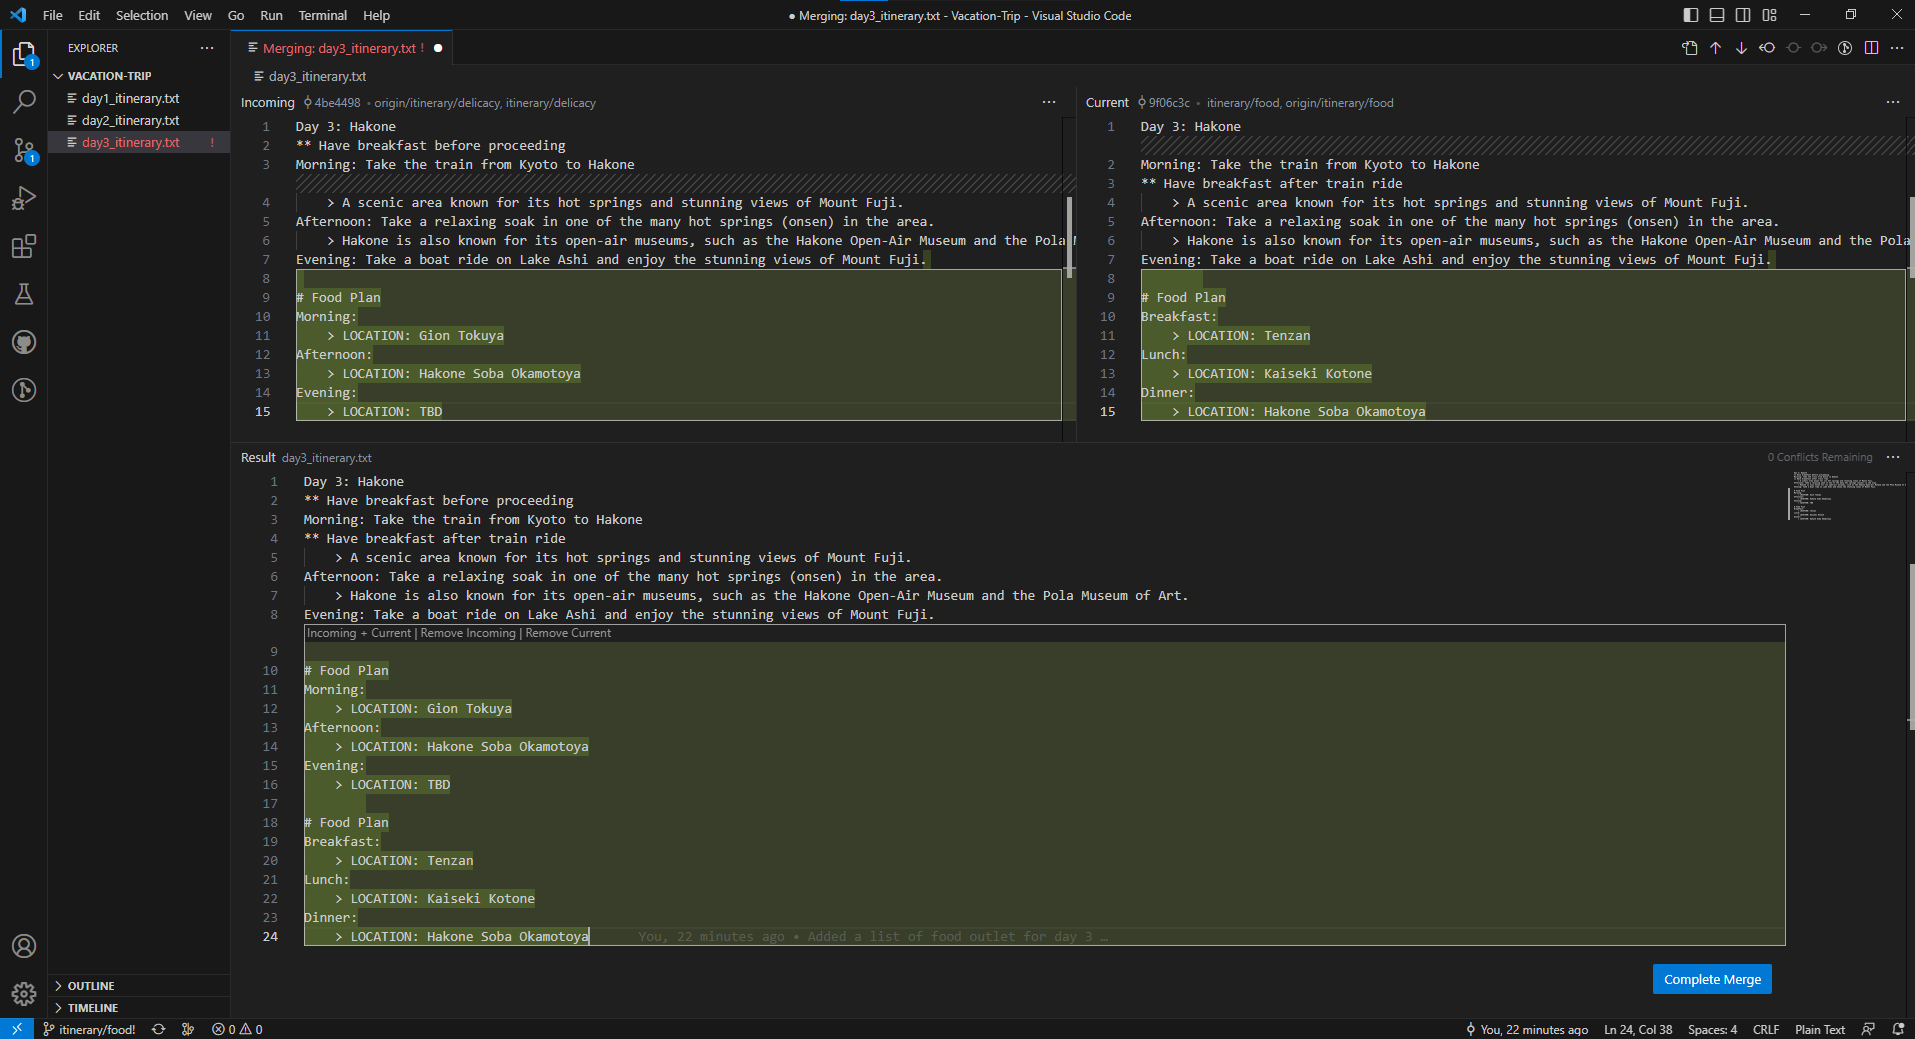 File Edit Selection View Go Run Terminal Help
● Merging: day3_itinerary.txt - Vacation-Trip - Visual Studio Code
EXPLORER
VACATION-TRIP
day1_itinerary.txt
day2_itinerary.txt
day3_itinerary.txt !
1
1
OUTLINE
TIMELINE
Merging: day3_itinerary.txt ! ●
day3_itinerary.txt
Incoming 4be4498 • origin/itinerary/delicacy, itinerary/delicacy
1 Day 3: Hakone
2 ** Have breakfast before proceeding
3 Morning: Take the train from Kyoto to Hakone
4 > A scenic area known for its hot springs and stunning views of Mount Fuji.
5 Afternoon: Take a relaxing soak in one of the many hot springs (onsen) in the area.
6 > Hakone is also known for its open-air museums, such as the Hakone Open-Air Museum and the Pola
7 Evening: Take a boat ride on Lake Ashi and enjoy the stunning views of Mount Fuji.
8
9 # Food Plan
10 Morning:
11 > LOCATION: Gion Tokuya
12 Afternoon:
13 > LOCATION: Hakone Soba Okamotoya
14 Evening:
15 > LOCATION: TBD
Current 9f06c3c • itinerary/food, origin/itinerary/food
1 Day 3: Hakone
2 Morning: Take the train from Kyoto to Hakone
3 ** Have breakfast after train ride
4 > A scenic area known for its hot springs and stunning views of Mount Fuji.
5 Afternoon: Take a relaxing soak in one of the many hot springs (onsen) in the area.
6 > Hakone is also known for its open-air museums, such as the Hakone Open-Air Museum and the Pola
7 Evening: Take a boat ride on Lake Ashi and enjoy the stunning views of Mount Fuji.
8
9 # Food Plan
10 Breakfast:
11 > LOCATION: Tenzan
12 Lunch:
13 > LOCATION: Kaiseki Kotone
14 Dinner:
15 > LOCATION: Hakone Soba Okamotoya
Result day3_itinerary.txt 0 Conflicts Remaining
1 Day 3: Hakone
2 ** Have breakfast before proceeding
3 Morning: Take the train from Kyoto to Hakone
4 ** Have breakfast after train ride
5 > A scenic area known for its hot springs and stunning views of Mount Fuji.
6 Afternoon: Take a relaxing soak in one of the many hot springs (onsen) in the area.
7 > Hakone is also known for its open-air museums, such as the Hakone Open-Air Museum and the Pola Museum of Art.
8 Evening: Take a boat ride on Lake Ashi and enjoy the stunning views of Mount Fuji.
Incoming + Current | Remove Incoming | Remove Current
9
10 # Food Plan
11 Morning:
12 > LOCATION: Gion Tokuya
13 Afternoon:
14 > LOCATION: Hakone Soba Okamotoya
15 Evening:
16 > LOCATION: TBD
17
18 # Food Plan
19 Breakfast:
20 > LOCATION: Tenzan
21 Lunch:
22 > LOCATION: Kaiseki Kotone
23 Dinner:
24 > LOCATION: Hakone Soba Okamotoya You, 22 minutes ago • Added a list of food outlet for day 3 …
Complete Merge
itinerary/food! 0 0 You, 22 minutes ago Ln 24, Col 38 Spaces: 4 CRLF Plain Text